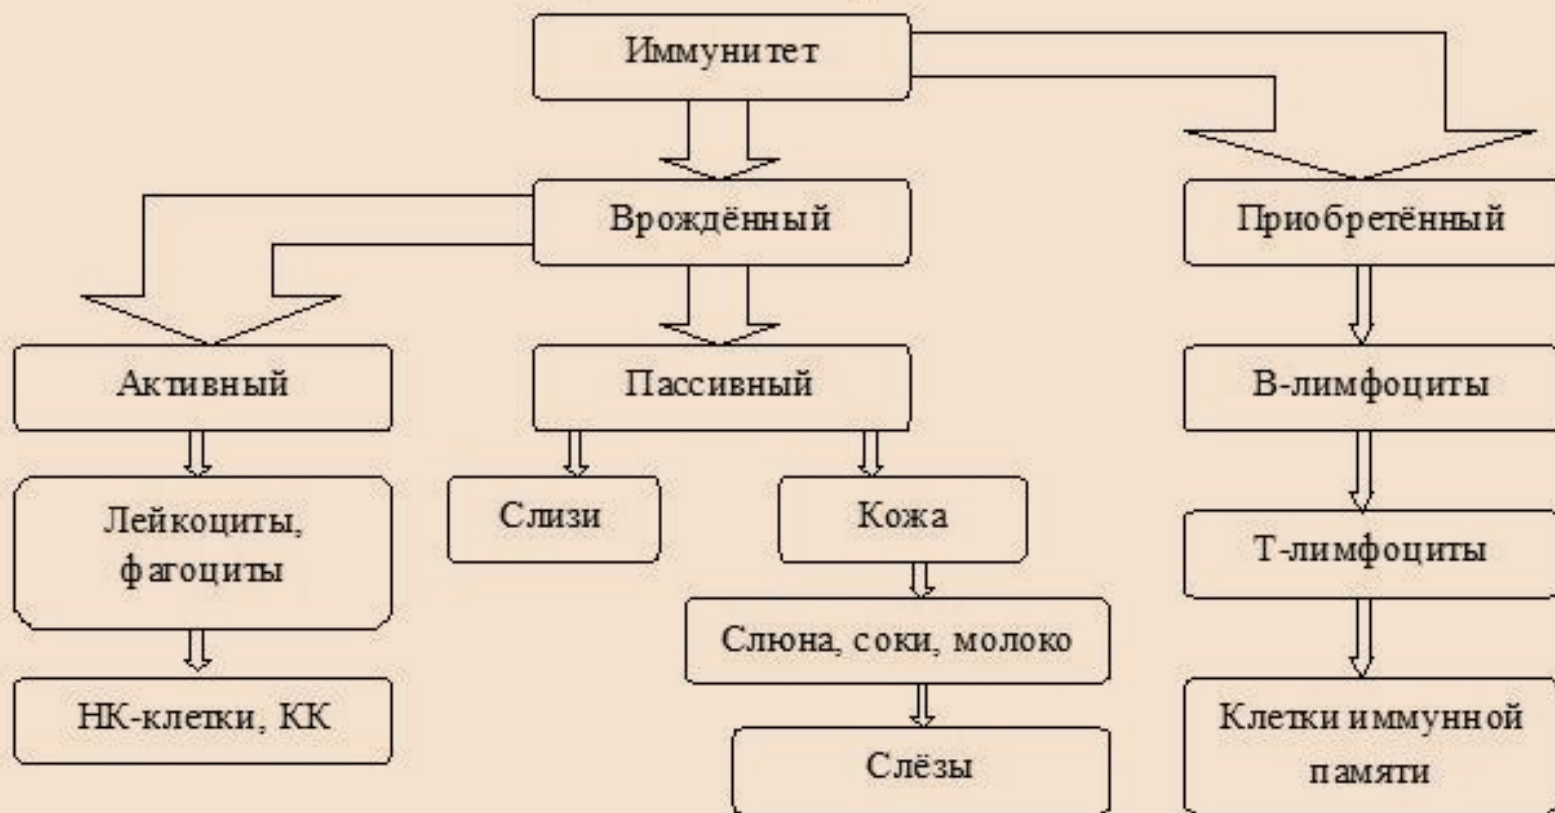 Иммунитет
Врождённый
Приобретённый
Активный
Пассивный
В-лимфоциты
Лейкоциты,
фагоциты
Слизи
Кожа
Т-лимфоциты
Слюна, соки, молоко
НК-клетки, КК
Слёзы
Клетки иммунной
памяти